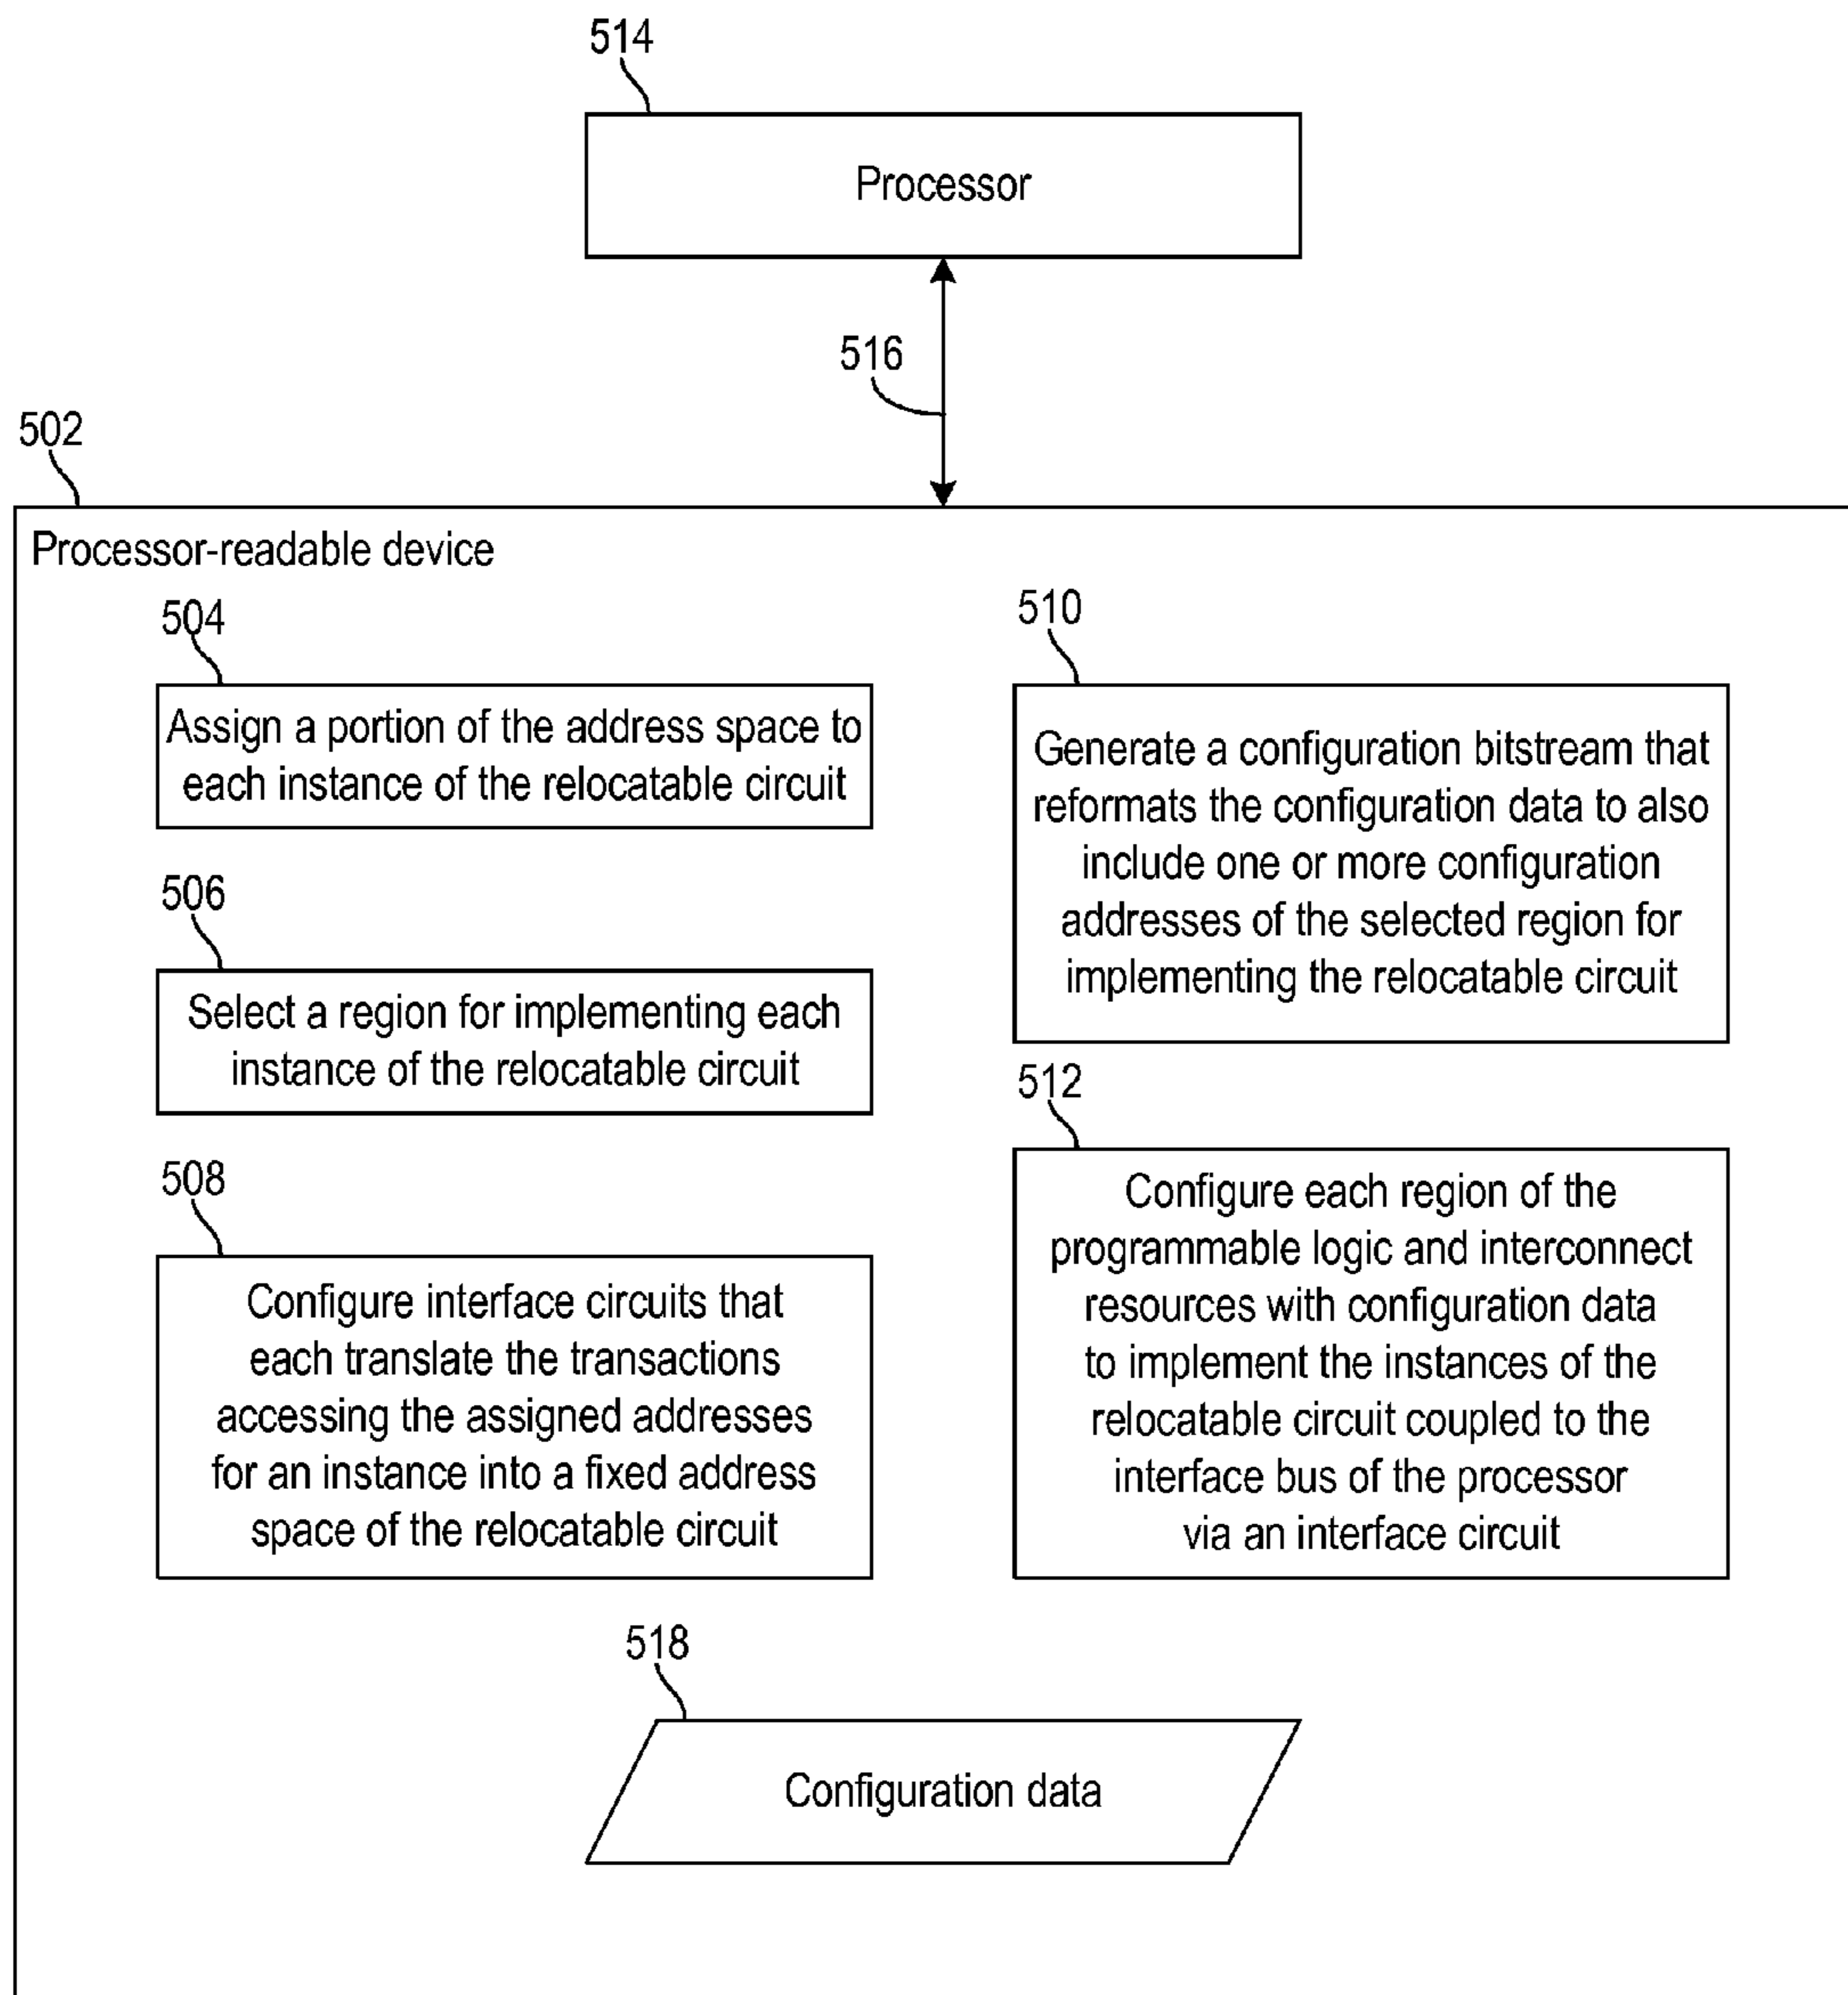 514
Processor
516
502
Processor-readable device
504
Assign a portion of the address space to
each instance of the relocatable circuit
506
Select a region for implementing each
instance of the relocatable circuit
508
Configure interface circuits that
each translate the transactions
accessing the assigned addresses
for an instance into a fixed address
space of the relocatable circuit
510
Generate a configuration bitstream that
reformats the configuration data to also
include one or more configuration
addresses of the selected region for
implementing the relocatable circuit
512
Configure each region of the
programmable logic and interconnect
resources with configuration data
to implement the instances of the
relocatable circuit coupled to the
interface bus of the processor
via an interface circuit
518
Configuration data